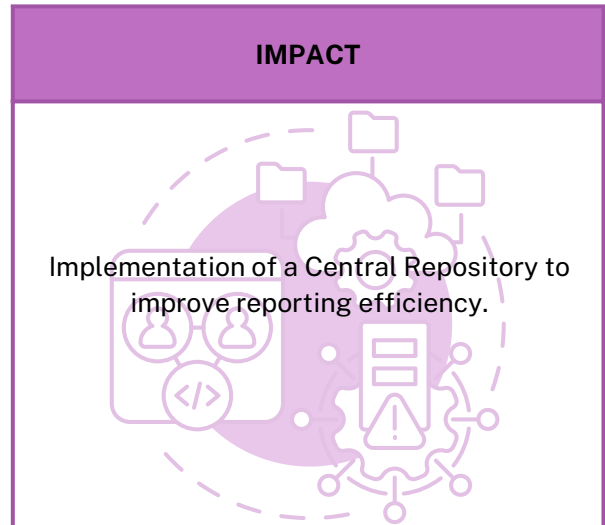 IMPACT
Implementation of a Central Repository to
improve reporting efficiency.
</>